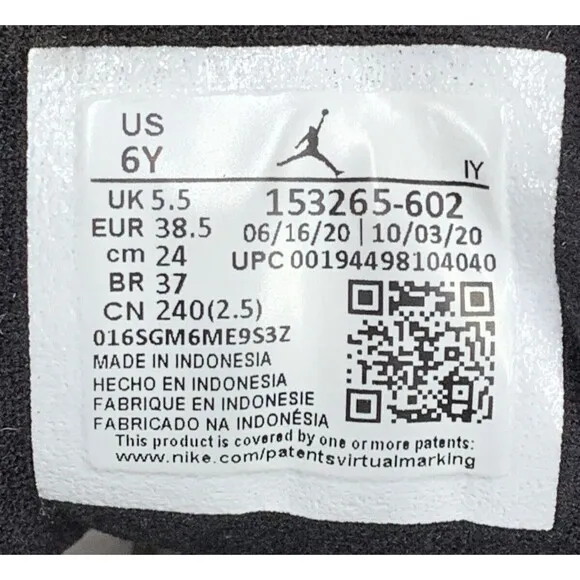 US
6Y
IY
UK 5.5
EUR 38.5
cm 24
BR 37
CN 240(2.5)
153265-602
06/16/20 | 10/03/20
UPC 00194498104040
016SGM6ME9S3Z
MADE IN INDONESIA
HECHO EN INDONESIA
FABRIQUE EN INDONESIE
FABRICADO NA INDONÉSIA
This product is covered by one or more patents:
www.nike.com/patentsvirtualmarking